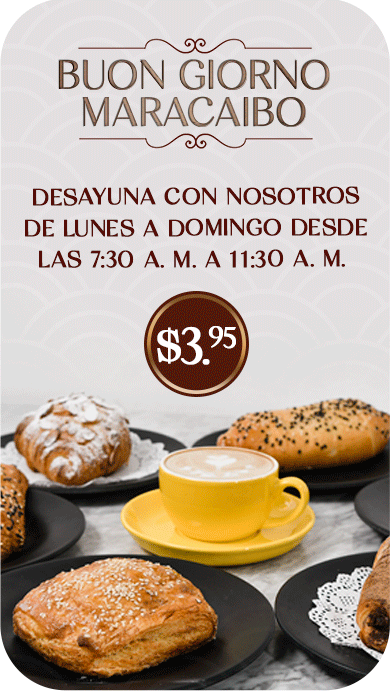 BUON GIORNO
MARACAIBO
DESAYUNA CON NOSOTROS
DE LUNES A DOMINGO DESDE
LAS 7:30 A. M. A 11:30 A. M.
$3.95